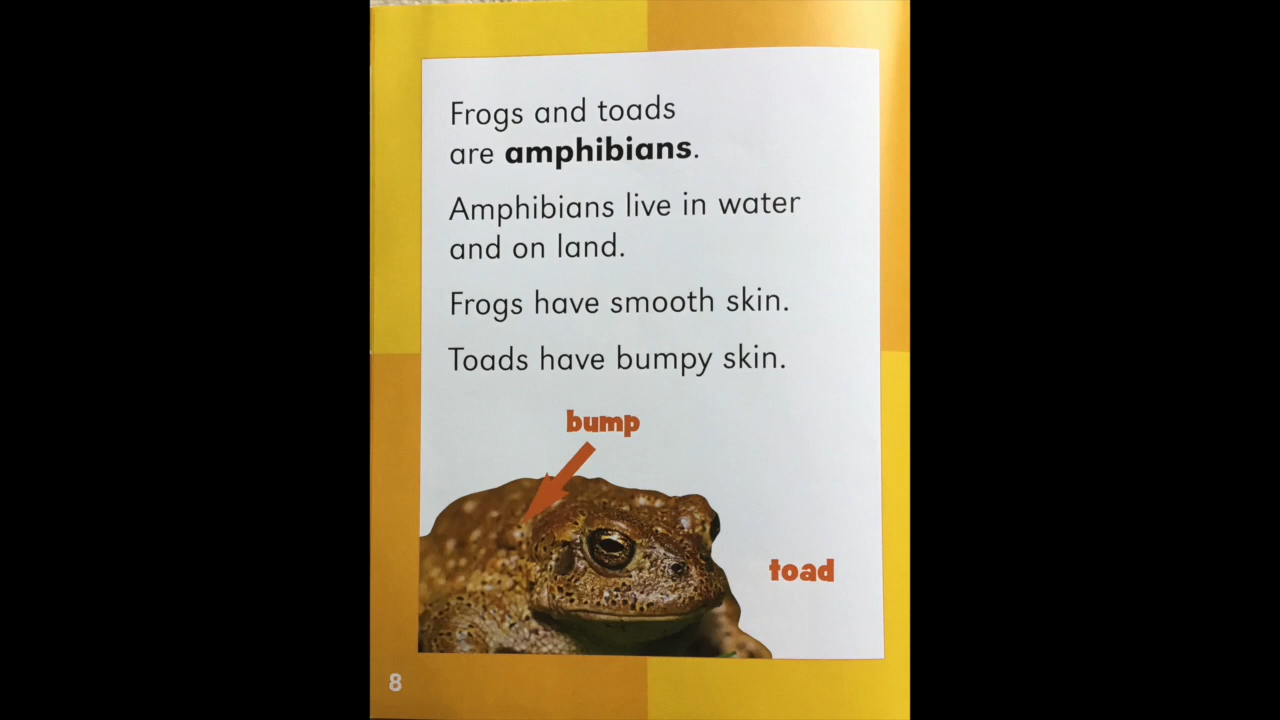 Frogs and toads
are amphibians.
Amphibians live in water
and on land.
Frogs have smooth skin.
Toads have bumpy skin.
bump
toad
8